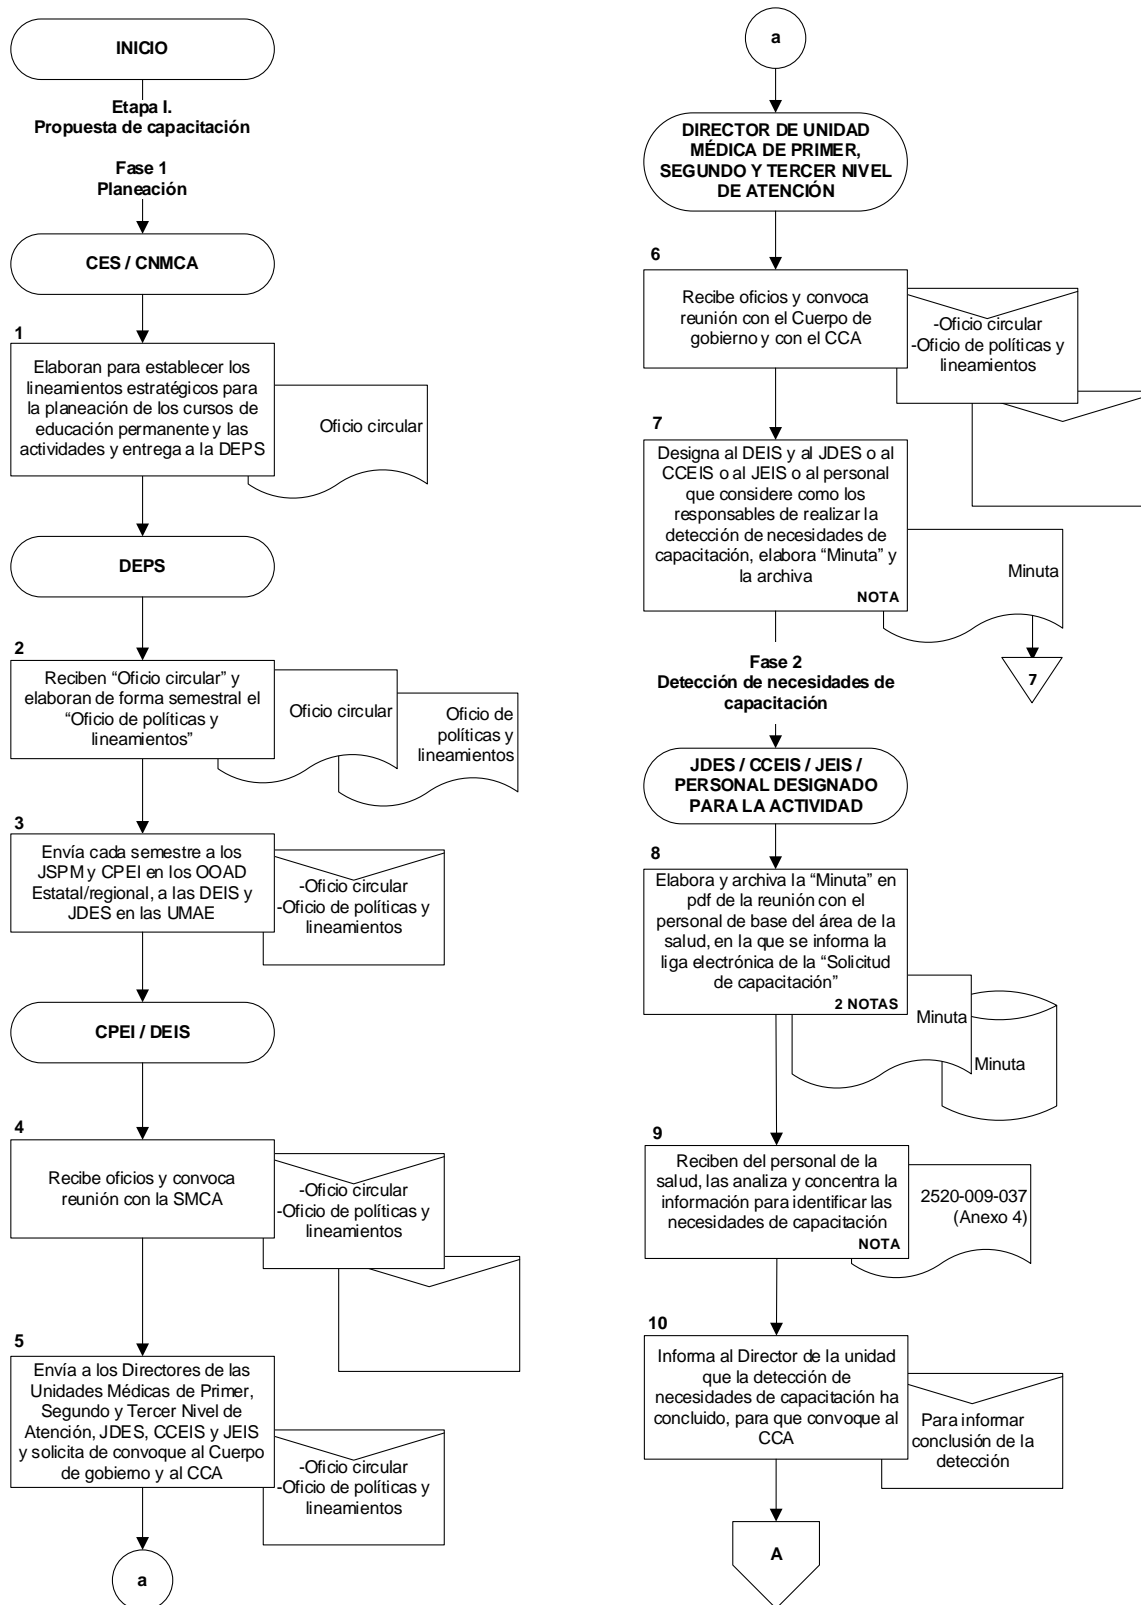 INICIO
Etapa I.
Propuesta de capacitación
Fase 1
Planeación
CES / CNMCA
1
Elaboran para establecer los
lineamientos estratégicos para
la planeación de los cursos de
educación permanente y las
actividades y entrega a la DEPS
Oficio circular
DEPS
2
Reciben “Oficio circular” y
elaboran de forma semestral el
“Oficio de políticas y
lineamientos”
Oficio circular
Oficio de
políticas y
lineamientos
3
Envía cada semestre a los
JSPM y CPEI en los OOAD
Estatal/regional, a las DEIS y
JDES en las UMAE
-Oficio circular
-Oficio de políticas y
lineamientos
CPEI / DEIS
4
Recibe oficios y convoca
reunión con la SMCA
-Oficio circular
-Oficio de políticas y
lineamientos
5
Envía a los Directores de las
Unidades Médicas de Primer,
Segundo y Tercer Nivel de
Atención, JDES, CCEIS y JEIS
y solicita de convoque al Cuerpo
de gobierno y al CCA
-Oficio circular
-Oficio de políticas y
lineamientos
a
a
DIRECTOR DE UNIDAD
MÉDICA DE PRIMER,
SEGUNDO Y TERCER NIVEL
DE ATENCIÓN
6
Recibe oficios y convoca
reunión con el Cuerpo de
gobierno y con el CCA
-Oficio circular
-Oficio de políticas y
lineamientos
7
Designa al DEIS y al JDES o al
CCEIS o al JEIS o al personal
que considere como los
responsables de realizar la
detección de necesidades de
capacitación, elabora “Minuta” y
la archiva
NOTA
Minuta
7
Fase 2
Detección de necesidades de
capacitación
JDES / CCEIS / JEIS /
PERSONAL DESIGNADO
PARA LA ACTIVIDAD
8
Elabora y archiva la “Minuta” en
pdf de la reunión con el
personal de base del área de la
salud, en la que se informa la
liga electrónica de la “Solicitud
de capacitación”
2 NOTAS
Minuta
Minuta
9
Reciben del personal de la
salud, las analiza y concentra la
información para identificar las
necesidades de capacitación
NOTA
2520-009-037
(Anexo 4)
10
Informa al Director de la unidad
que la detección de
necesidades de capacitación ha
concluido, para que convoque al
CCA
Para informar
conclusión de la
detección
A